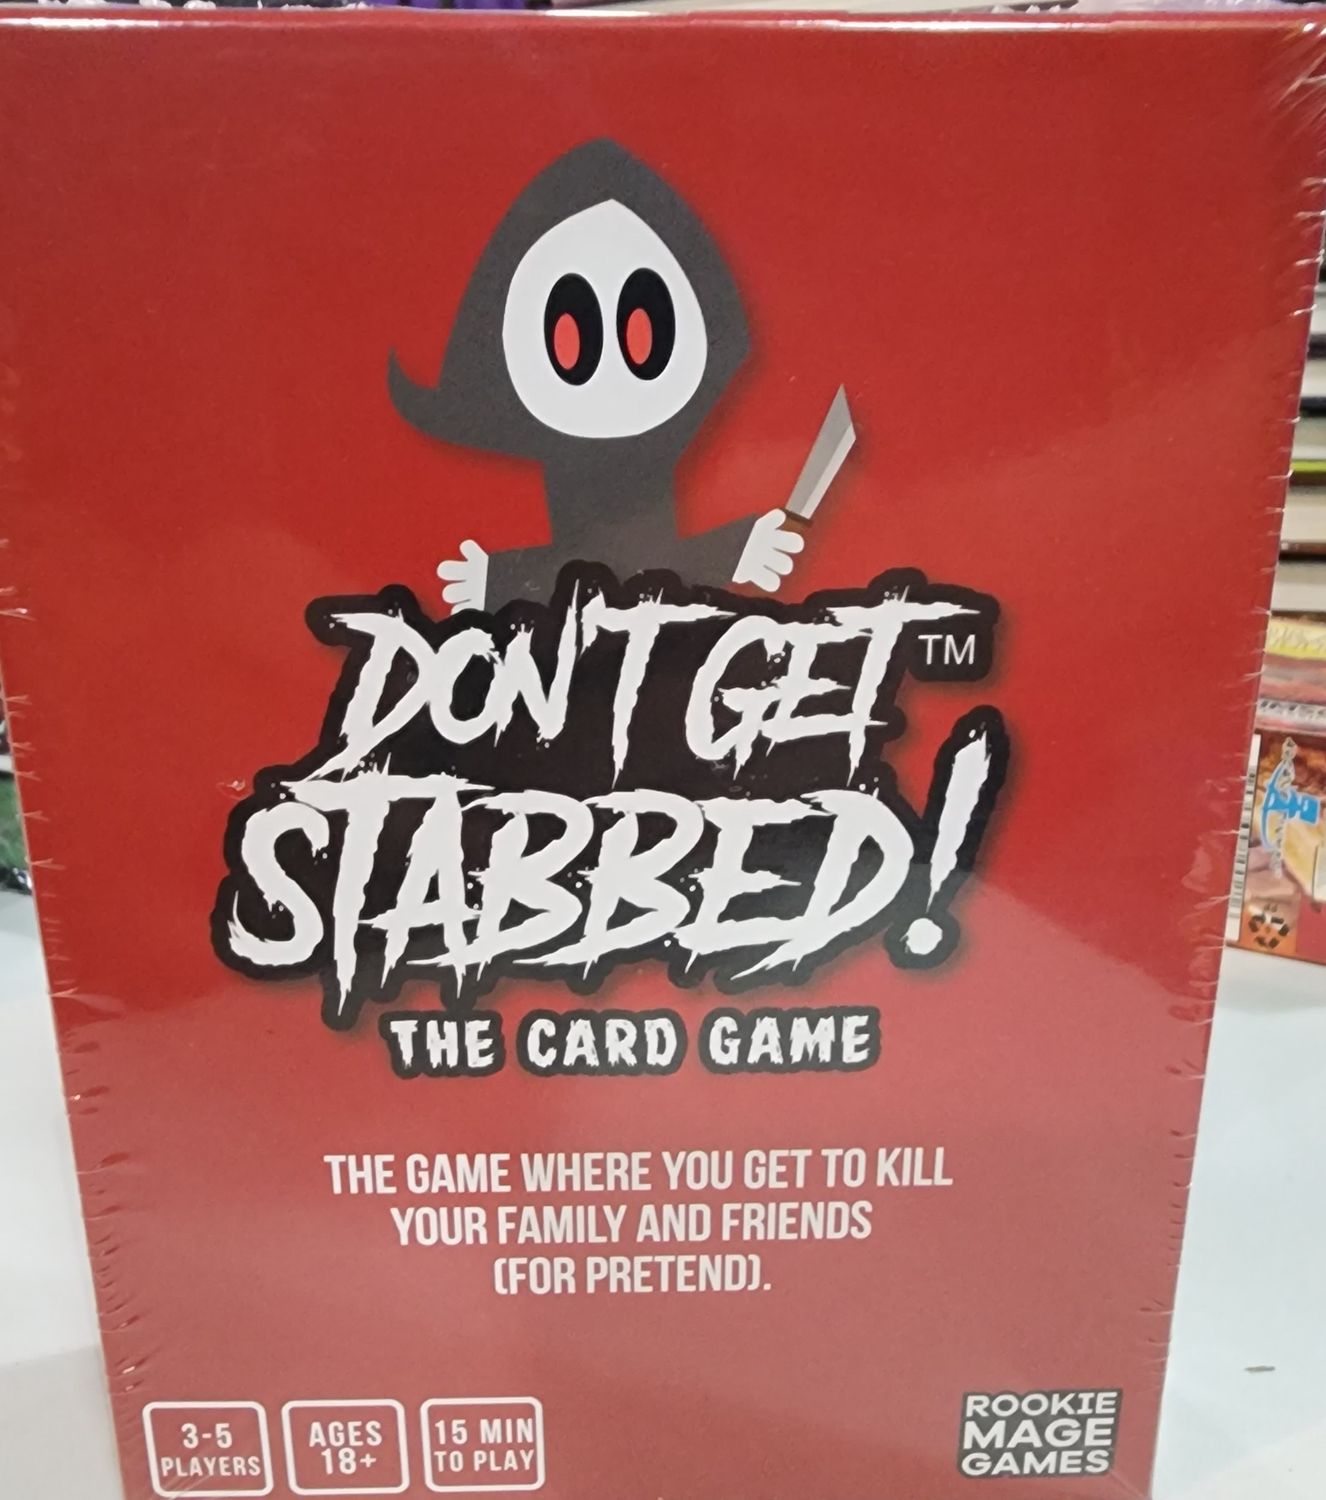 DON'T GET™
STABBED!
THE CARD GAME
THE GAME WHERE YOU GET TO KILL
YOUR FAMILY AND FRIENDS
(FOR PRETEND).
3-5
PLAYERS
AGES
18+
15 MIN
TO PLAY
ROOKIE
MAGE
GAMES